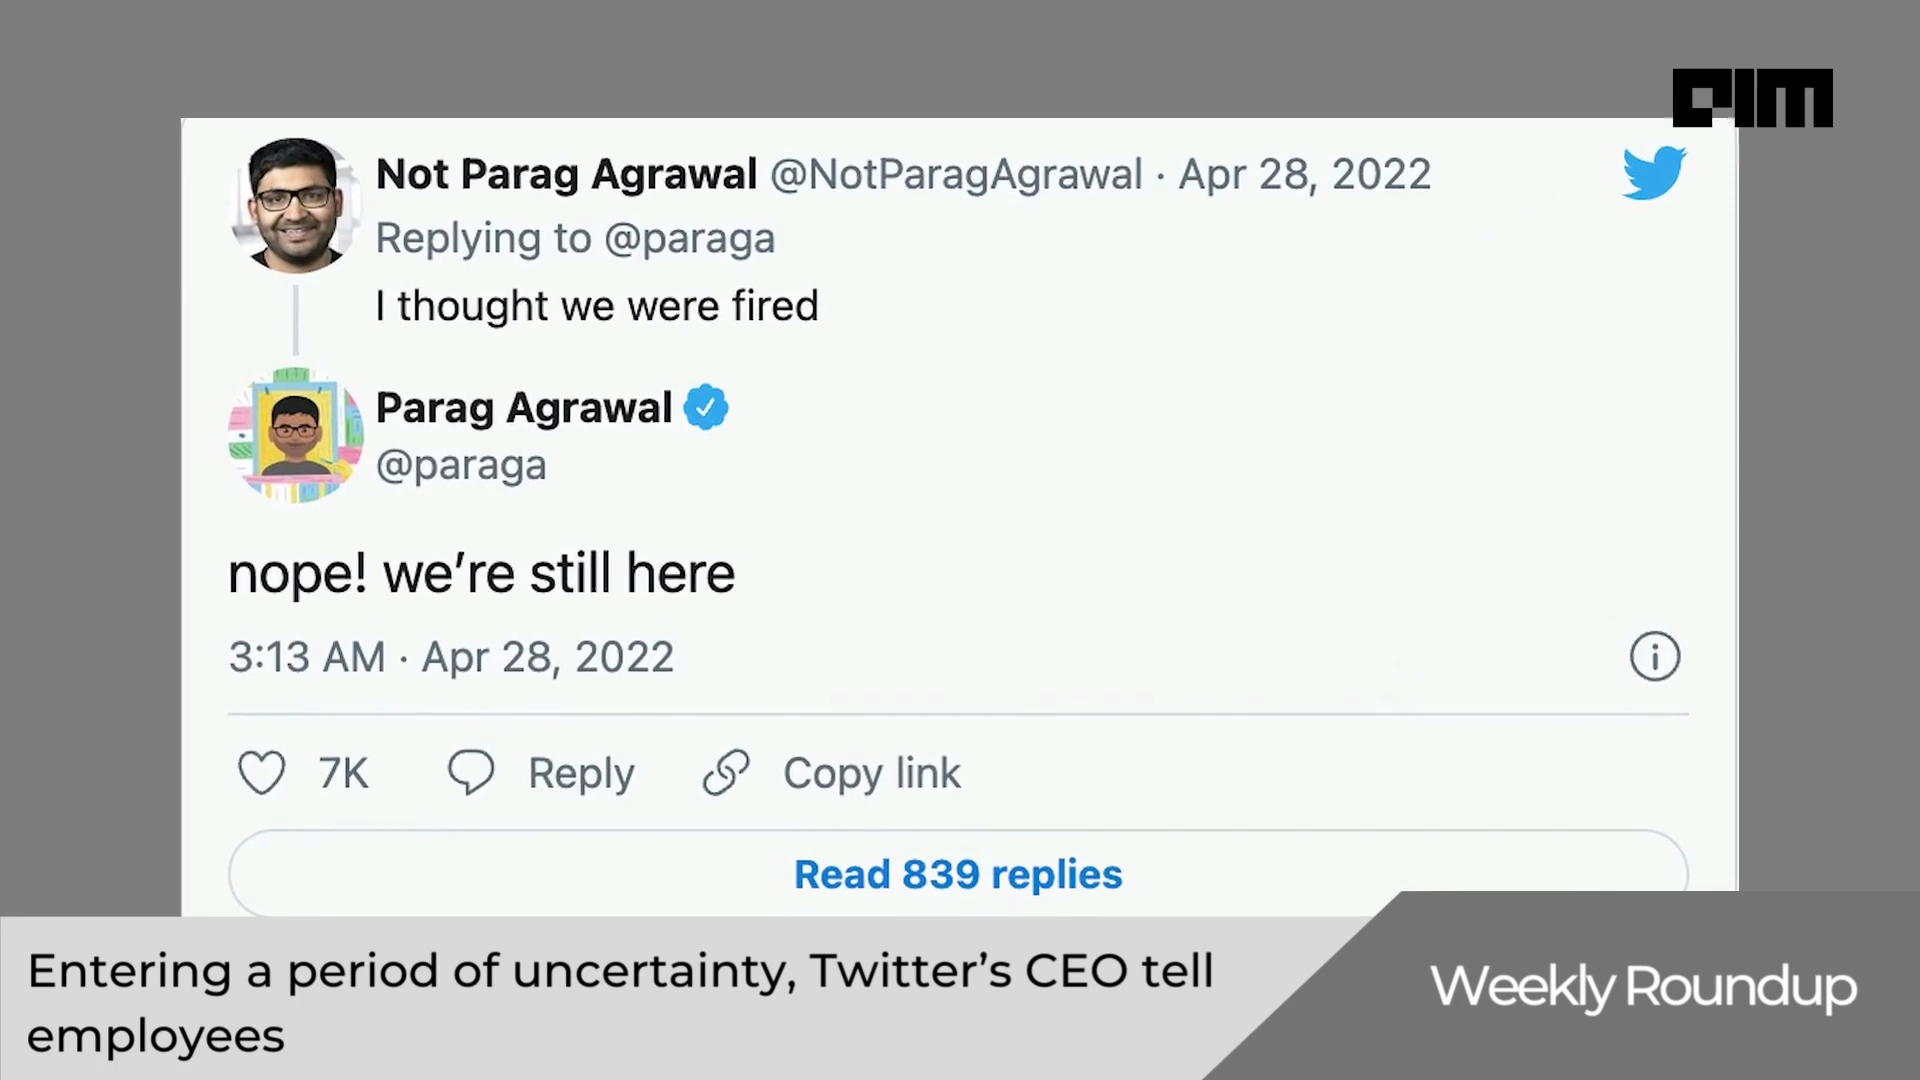 AIM
Not Parag Agrawal @NotParagAgrawal · Apr 28, 2022
Replying to @paraga
I thought we were fired
Parag Agrawal
@paraga
nope! we’re still here
3:13 AM · Apr 28, 2022
7K Reply Copy link
Read 839 replies
Entering a period of uncertainty, Twitter’s CEO tell
employees
Weekly Roundup